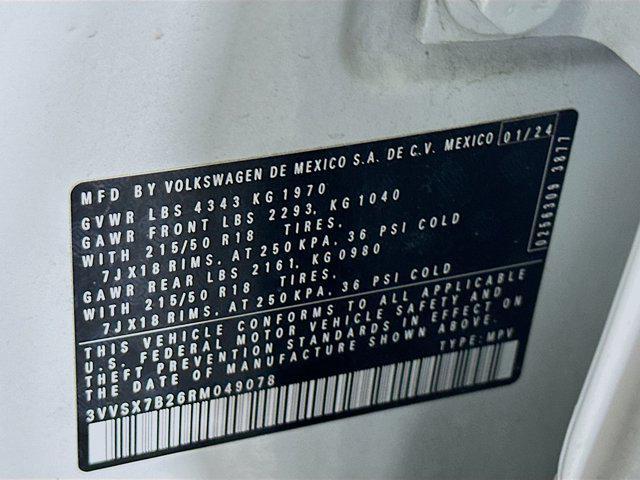 MFD BY VOLKSWAGEN DE MEXICO S.A. DE C.V. MEXICO 01/24
GVWR LBS 4343 KG 1970
GAWR FRONT LBS 2293, KG 1040
WITH 215/50 R18 TIRES,
7JX18 RIMS, AT 250 KPA, 36 PSI COLD
GAWR REAR LBS 2161, KG 0980
WITH 215/50 R18 TIRES,
7JX18 RIMS, AT 250 KPA, 36 PSI COLD
THIS VEHICLE CONFORMS TO ALL APPLICABLE
U.S. FEDERAL MOTOR VEHICLE SAFETY AND
THEFT PREVENTION STANDARDS IN EFFECT ON
THE DATE OF MANUFACTURE SHOWN ABOVE.
3VVSX7B26RM049078 TYPE: MPV
0256309 3877